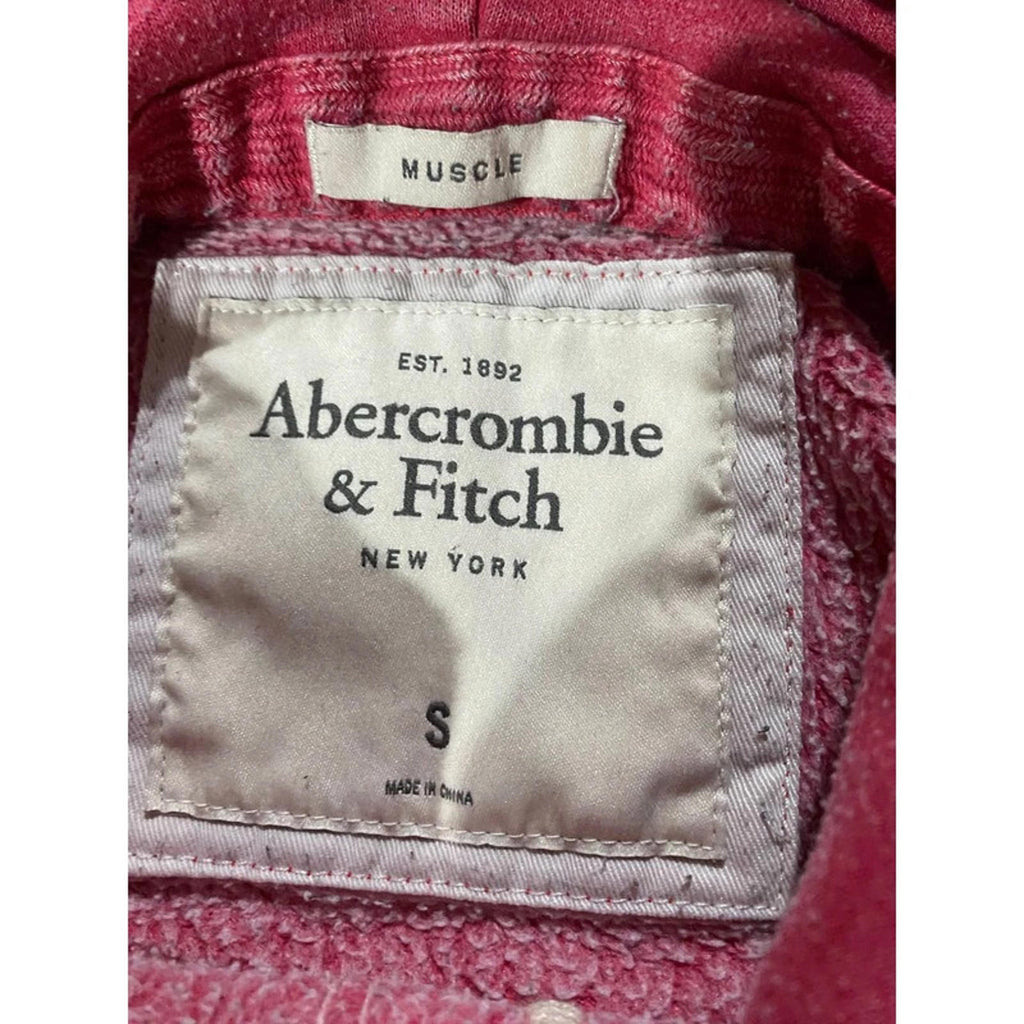 MUSCLE
EST. 1892
Abercrombie
& Fitch
NEW YORK
S
MADE IN CHINA